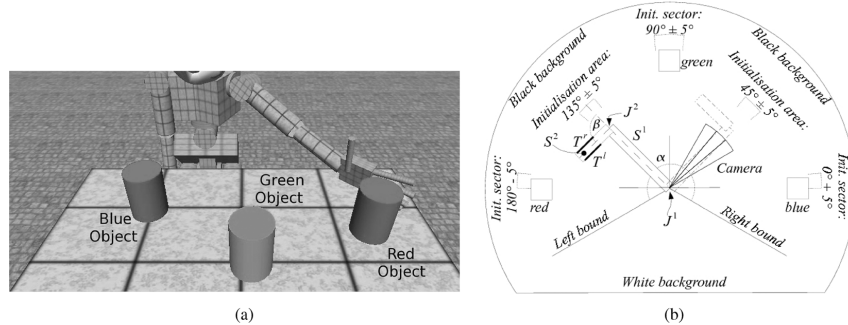 Green
Object
Blue
Object
Red
Object
(a)
Init. sector:
90° ± 5°
green
Black background
Black background
Initialisation area:
135° ± 5°
Initialisation area:
45° ± 5°
J²
β
S¹
S²
Tʳ
Tˡ
α
Camera
Init. sector:
180° - 5°
red
blue
Init. sector:
0° + 5°
J¹
Left bound
Right bound
White background
(b)